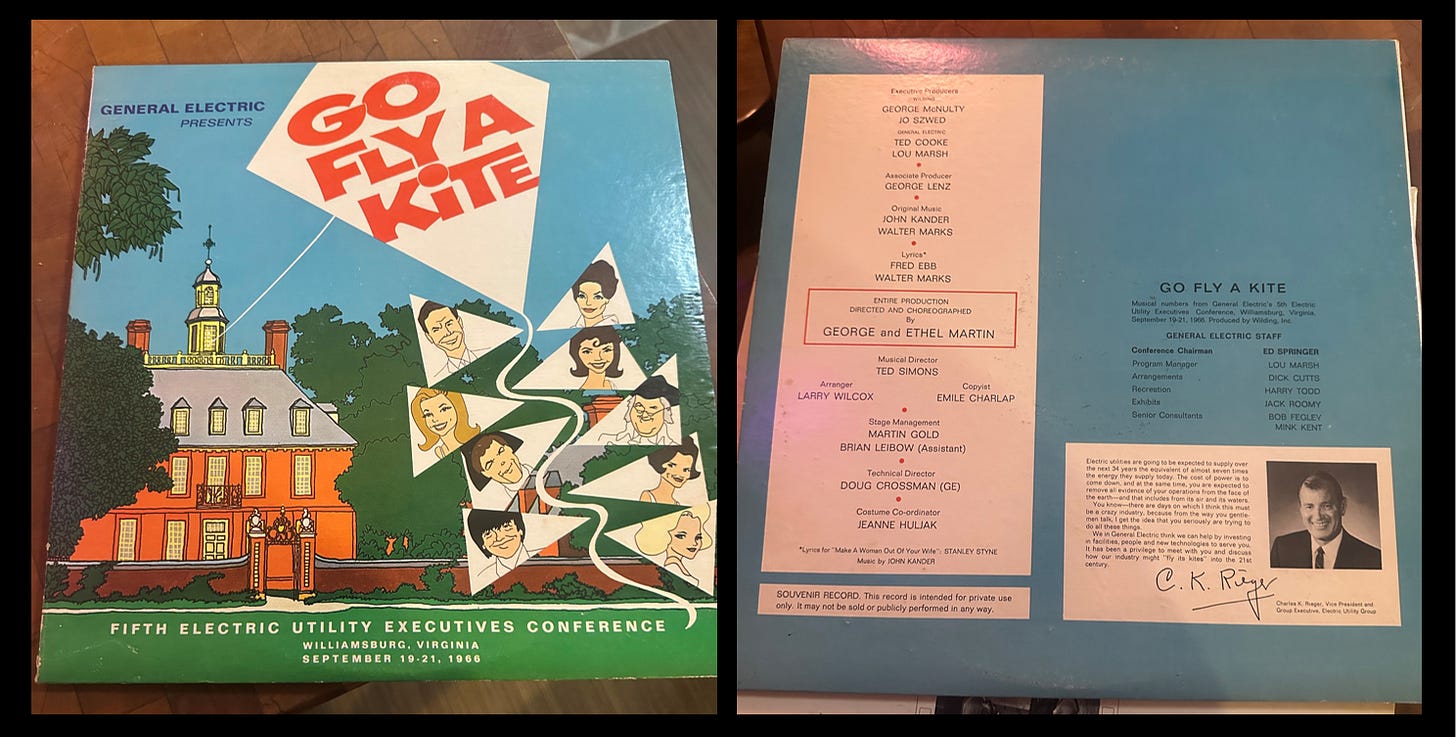 GENERAL ELECTRIC
PRESENTS
GO
FLY A
KiTE
FIFTH ELECTRIC UTILITY EXECUTIVES CONFERENCE
WILLIAMSBURG, VIRGINIA
SEPTEMBER 19-21, 1966
Executive Producers
WILDING
GEORGE McNULTY
JO SZWED
GENERAL ELECTRIC
TED COOKE
LOU MARSH
Associate Producer
GEORGE LENZ
Original Music
JOHN KANDER
WALTER MARKS
Lyrics*
FRED EBB
WALTER MARKS
ENTIRE PRODUCTION
DIRECTED AND CHOREOGRAPHED
By
GEORGE and ETHEL MARTIN
Musical Director
TED SIMONS
Arranger Copyist
LARRY WILCOX EMILE CHARLAP
Stage Management
MARTIN GOLD
BRIAN LEIBOW (Assistant)
Technical Director
DOUG CROSSMAN (GE)
Costume Co-ordinator
JEANNE HULJAK
*Lyrics for "Make A Woman Out Of Your Wife": STANLEY STYNE
Music by JOHN KANDER
SOUVENIR RECORD. This record is intended for private use
only. It may not be sold or publicly performed in any way.
GO FLY A KITE
Musical numbers from General Electric's 5th Electric
Utility Executives Conference, Williamsburg, Virginia,
September 19-21, 1966. Produced by Wilding, Inc.
GENERAL ELECTRIC STAFF
Conference Chairman ED SPRINGER
Program Manager LOU MARSH
Arrangements DICK CUTTS
Recreation HARRY TODD
Exhibits JACK ROOMY
Senior Consultants BOB FEGLEY
MINK KENT
Electric utilities are going to be expected to supply over
the next 34 years the equivalent of almost seven times
the energy they supply today. The cost of power is to
come down, and at the same time, you are expected to
remove all evidence of your operations from the face of
the earth—and that includes from its air and its waters.
You know—there are days on which I think this must
be a crazy industry, because from the way you gentle-
men talk, I get the idea that you seriously are trying to
do all these things.
We in General Electric think we can help by investing
in facilities, people and new technologies to serve you.
It has been a privilege to meet with you and discuss
how our industry might "fly its kites" into the 21st
century.
C. K. Rieger
Charles K. Rieger, Vice President and
Group Executive, Electric Utility Group